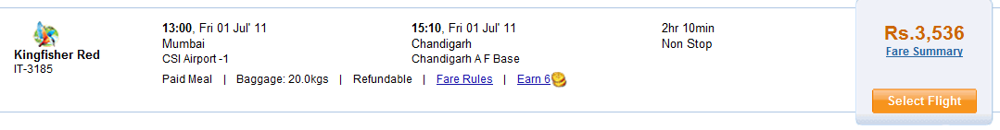 Kingfisher Red
IT-3185
13:00, Fri 01 Jul' 11
Mumbai
CSI Airport -1
15:10, Fri 01 Jul' 11
Chandigarh
Chandigarh A F Base
2hr 10min
Non Stop
Paid Meal | Baggage: 20.0kgs | Refundable | Fare Rules | Earn 6
Rs.3,536
Fare Summary
Select Flight